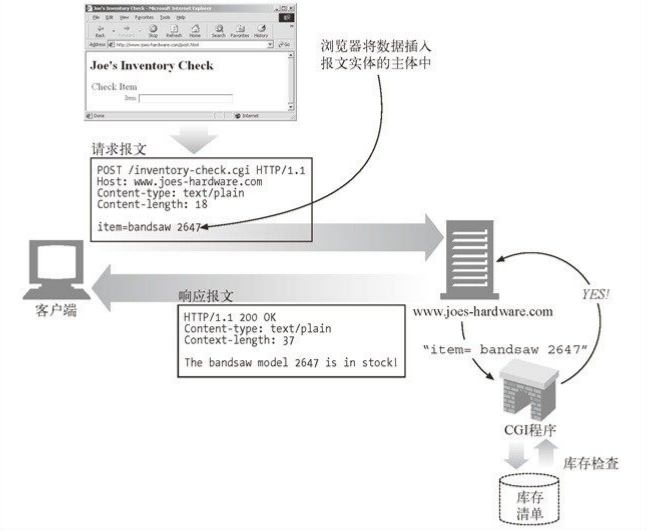 Joe's Inventory Check - Microsoft Internet Explorer
File Edit View Favorites Tools Help
Back Forward Stop Refresh Home Search Favorites History
Address http://www.joes-hardware.com/post.html Go
Joe's Inventory Check
Check Item
Item
Done Internet
浏览器将数据插入
报文实体的主体中
请求报文
POST /inventory-check.cgi HTTP/1.1
Host: www.joes-hardware.com
Content-type: text/plain
Content-length: 18
item=bandsaw 2647
客户端
响应报文
HTTP/1.1 200 OK
Content-type: text/plain
Context-length: 37
The bandsaw model 2647 is in stock!
www.joes-hardware.com
YES!
“item= bandsaw 2647”
CGI程序
库存检查
库存
清单